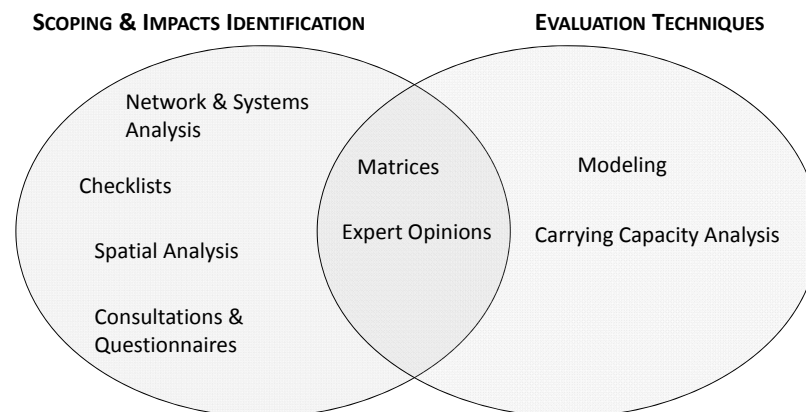 SCOPING & IMPACTS IDENTIFICATION
EVALUATION TECHNIQUES
Network & Systems
Analysis
Checklists
Spatial Analysis
Consultations &
Questionnaires
Matrices
Expert Opinions
Modeling
Carrying Capacity Analysis